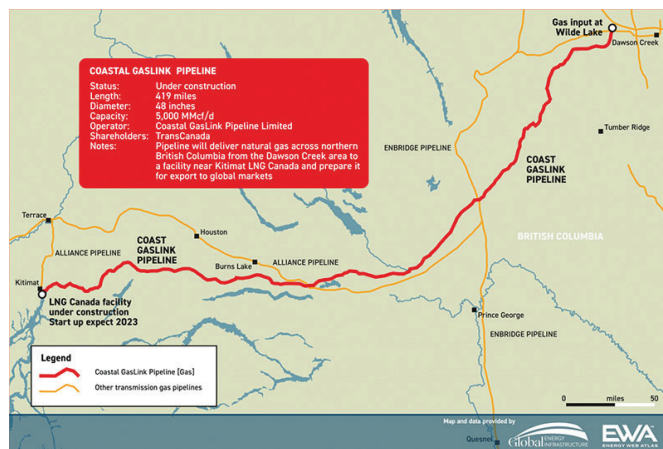 Gas input at
Wilde Lake
Dawson Creek
COASTAL GASLINK PIPELINE
Status: Under construction
Length: 419 miles
Diameter: 48 inches
Capacity: 5,000 MMcf/d
Operator: Coastal GasLink Pipeline Limited
Shareholders: TransCanada
Notes: Pipeline will deliver natural gas across northern
British Columbia from the Dawson Creek area to
a facility near Kitimat LNG Canada and prepare it
for export to global markets
Tumber Ridge
ENBRIDGE PIPELINE
COAST
GASLINK
PIPELINE
Terrace
Houston
BRITISH COLUMBIA
ALLIANCE PIPELINE
COAST
GASLINK
PIPELINE
Burns Lake
ALLIANCE PIPELINE
Kitimat
LNG Canada facility
under construction
Start up expect 2023
Prince George
ENBRIDGE PIPELINE
Legend
Coastal GasLink Pipeline [Gas]
Other transmission gas pipelines
0 miles 50
Map and data provided by
Quesnel
Global ENERGY INFRASTRUCTURE
EWA
ENERGY WEB ATLAS